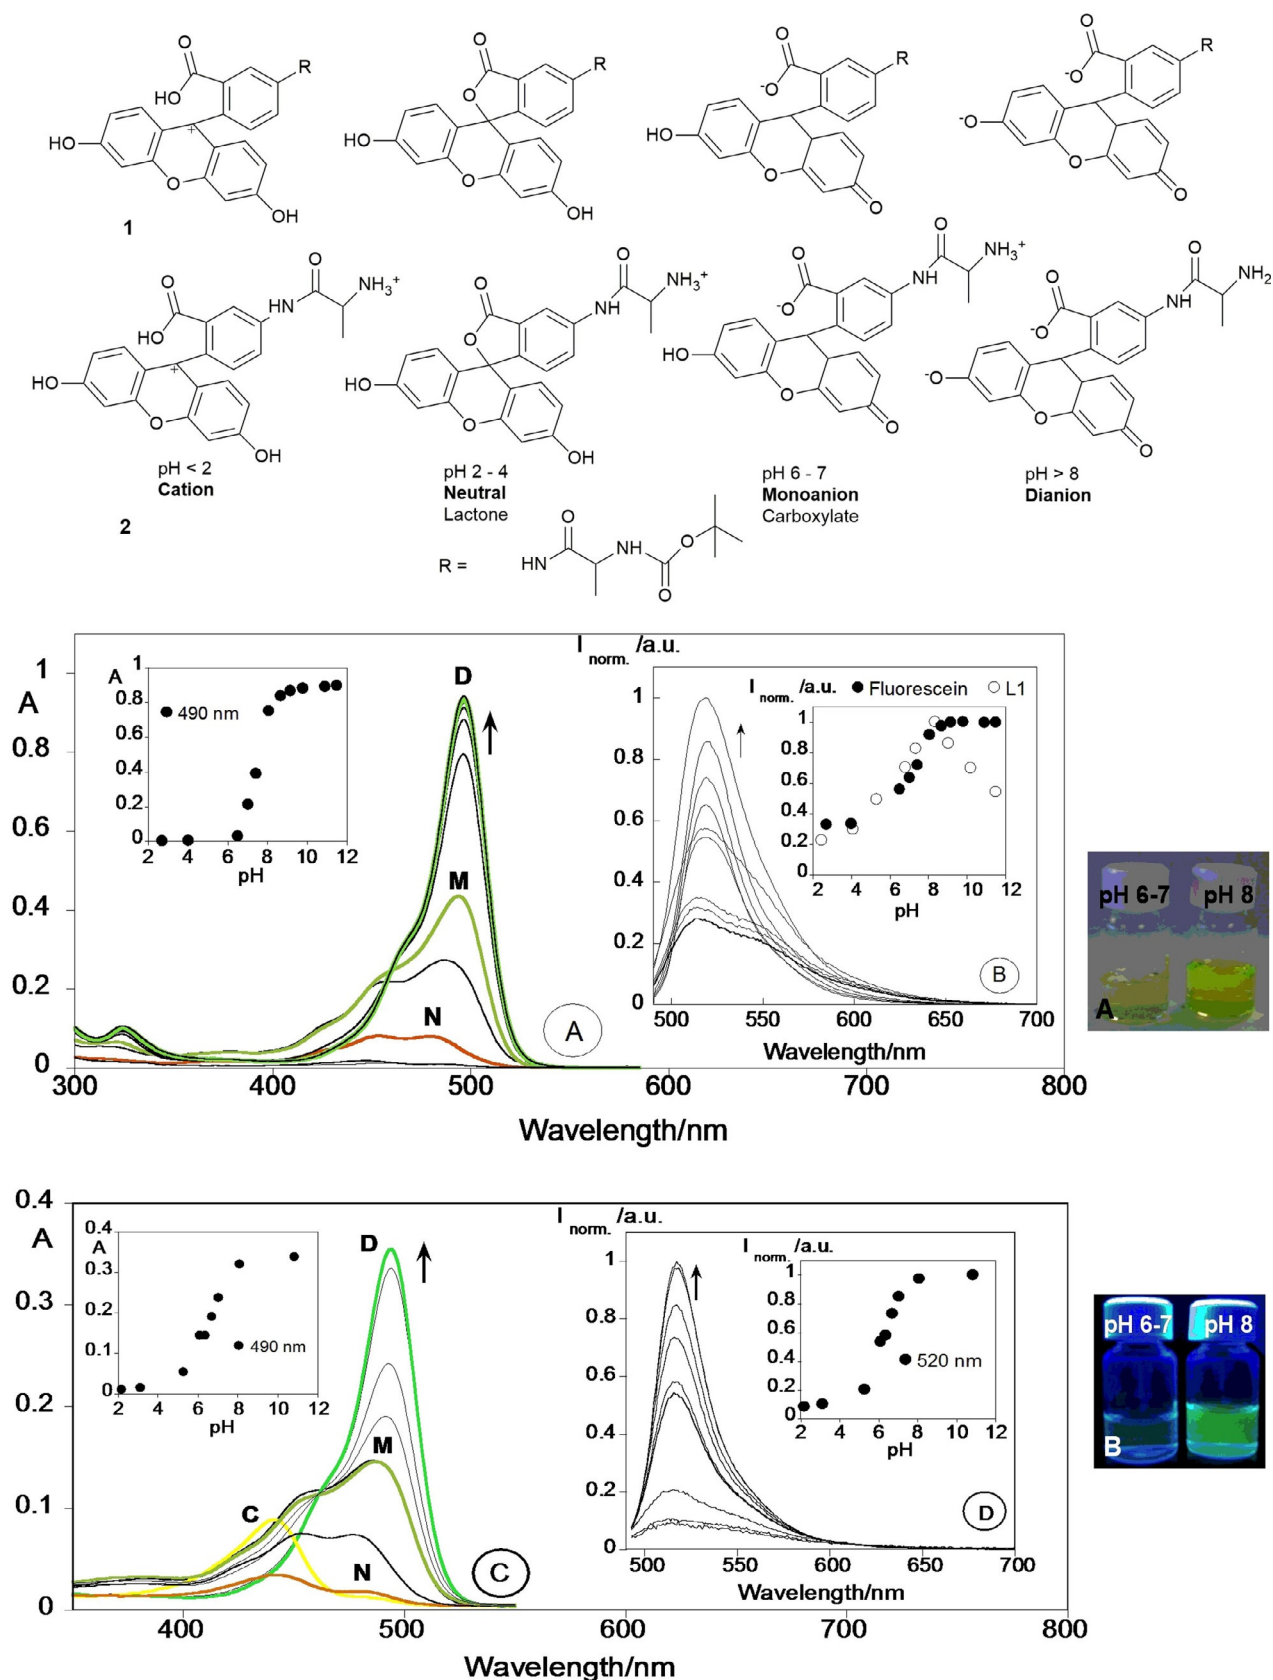 O
R
HO
HO
O
OH
1
O
R
O
HO
O
OH
O
R
-O
HO
O
O
O
R
-O
-O
O
O
O
NH3+
HN
O
HO
HO
O
OH
O
NH3+
NH
O
O
HO
O
OH
O
NH3+
NH
O
-O
HO
O
O
O
NH2
NH
O
-O
-O
O
O
pH < 2
Cation
pH 2 - 4
Neutral
Lactone
pH 6 - 7
Monoanion
Carboxylate
pH > 8
Dianion
2
R =
O
HN
NH
O
O
I norm. /a.u.
A
1
0.8
0.6
0.4
0.2
0
300 400 500 600 700 800
Wavelength/nm
D
M
N
A
A
1
0.8
0.6
0.4
0.2
0
490 nm
2 4 6 8 10 12
pH
1
0.8
0.6
0.4
0.2
0
500 550 600 650 700
Wavelength/nm
B
I norm. /a.u. Fluorescein L1
1
0.8
0.6
0.4
0.2
0
2 4 6 8 10 12
pH
pH 6-7 pH 8
A
I norm. /a.u.
A
0.4
0.3
0.2
0.1
0
400 500 600 700 800
Wavelength/nm
D
M
C
N
C
A
0.4
0.3
0.2
0.1
0
490 nm
2 4 6 8 10 12
pH
1
0.8
0.6
0.4
0.2
0
500 550 600 650 700
Wavelength/nm
D
I norm. /a.u.
1
0.8
0.6
0.4
0.2
0
520 nm
2 4 6 8 10 12
pH
pH 6-7 pH 8
B